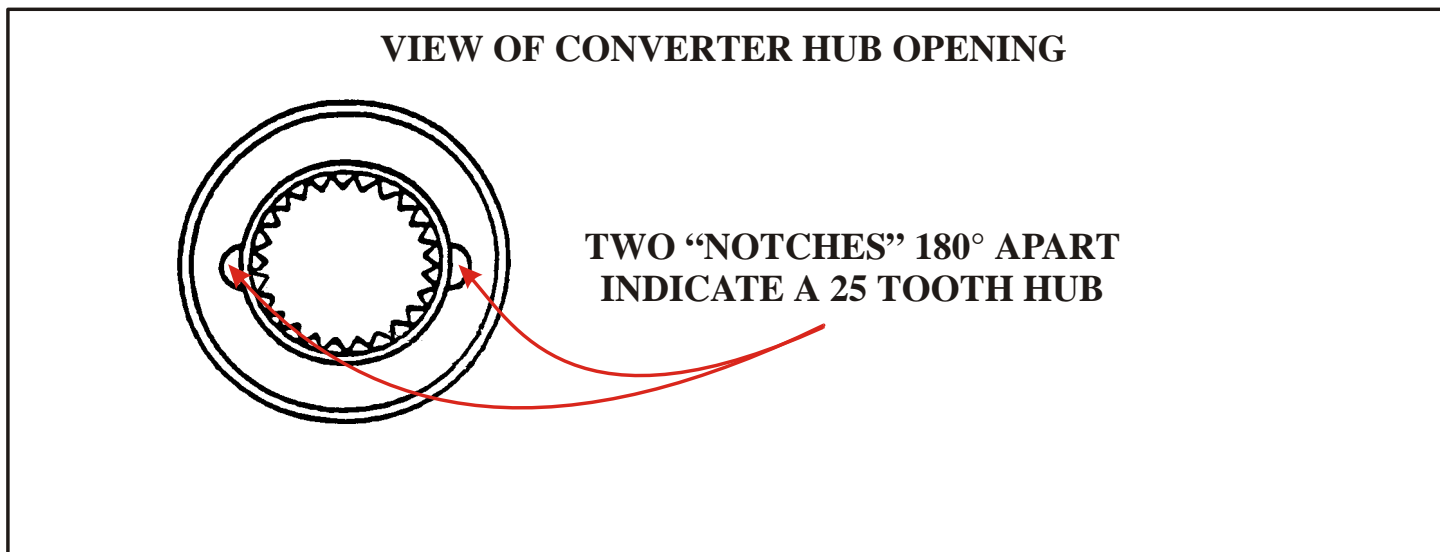 VIEW OF CONVERTER HUB OPENING
TWO “NOTCHES” 180° APART
INDICATE A 25 TOOTH HUB